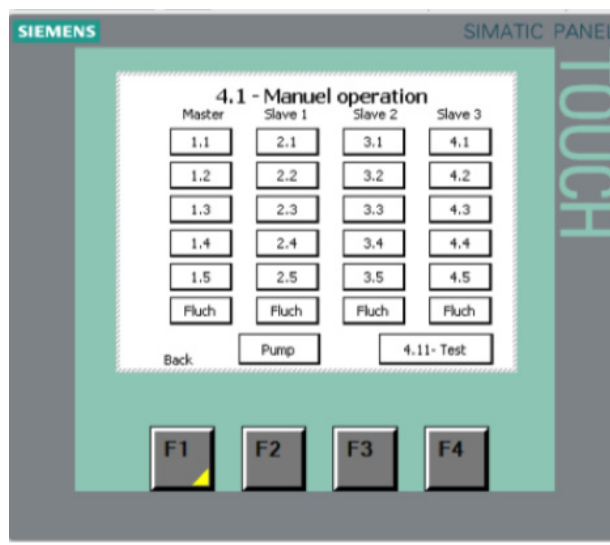 SIEMENS
SIMATIC PANEL
TOUCH
4.1 - Manuel operation
Master Slave 1 Slave 2 Slave 3
1.1 2.1 3.1 4.1
1.2 2.2 3.2 4.2
1.3 2.3 3.3 4.3
1.4 2.4 3.4 4.4
1.5 2.5 3.5 4.5
Fluch Fluch Fluch Fluch
Back Pump 4.11- Test
F1 F2 F3 F4